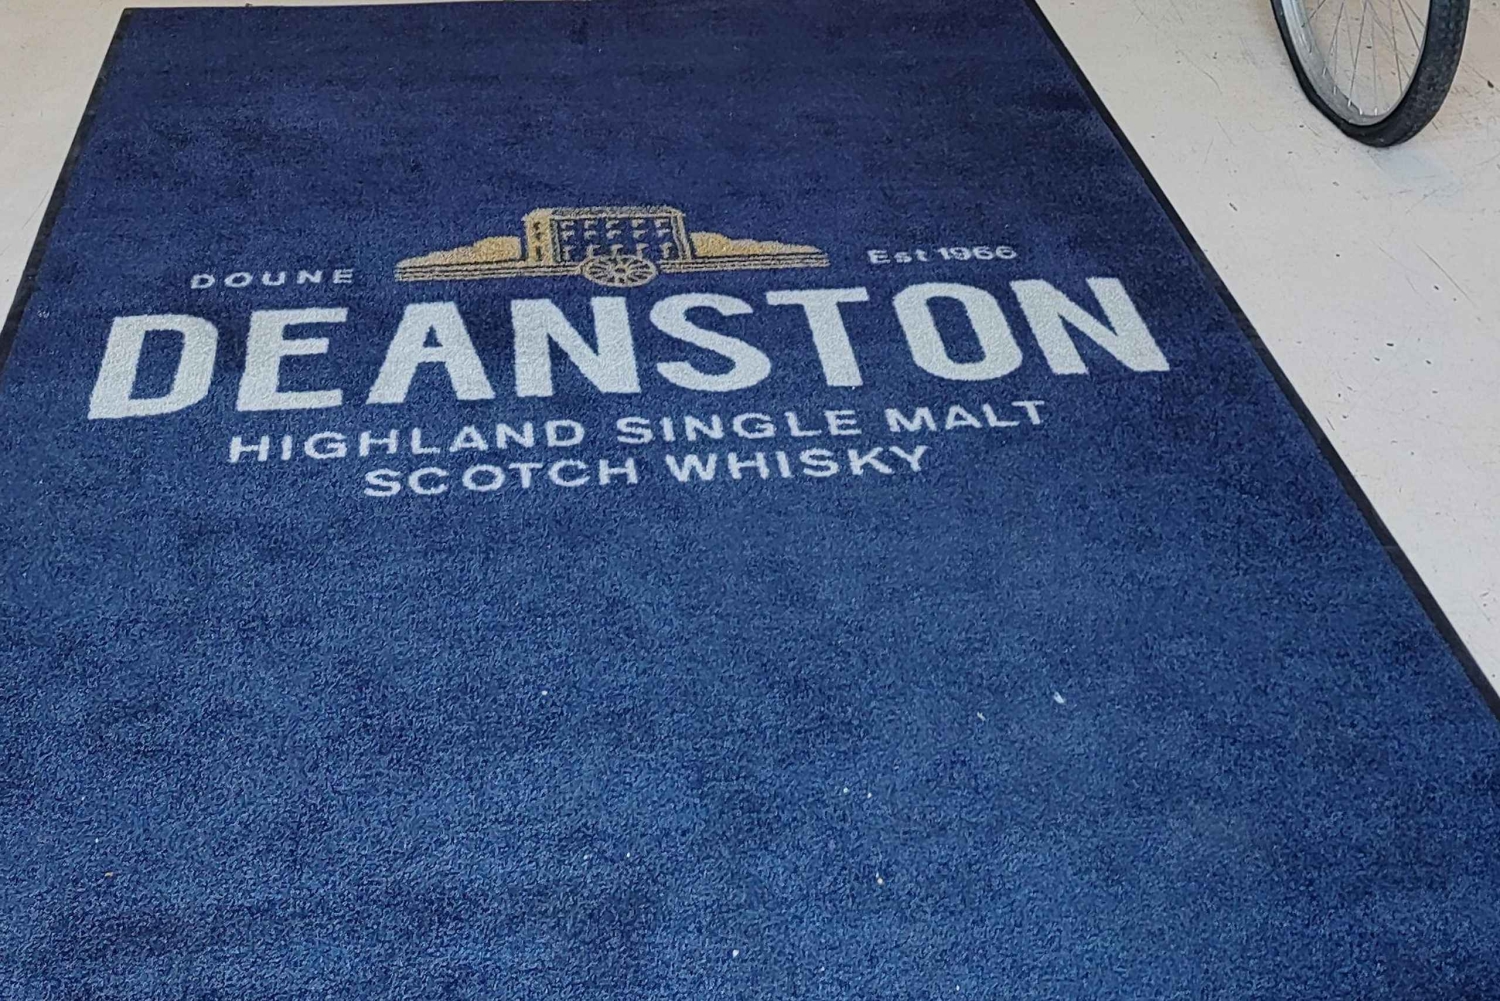 DOUNE Est 1966
DEANSTON
HIGHLAND SINGLE MALT
SCOTCH WHISKY